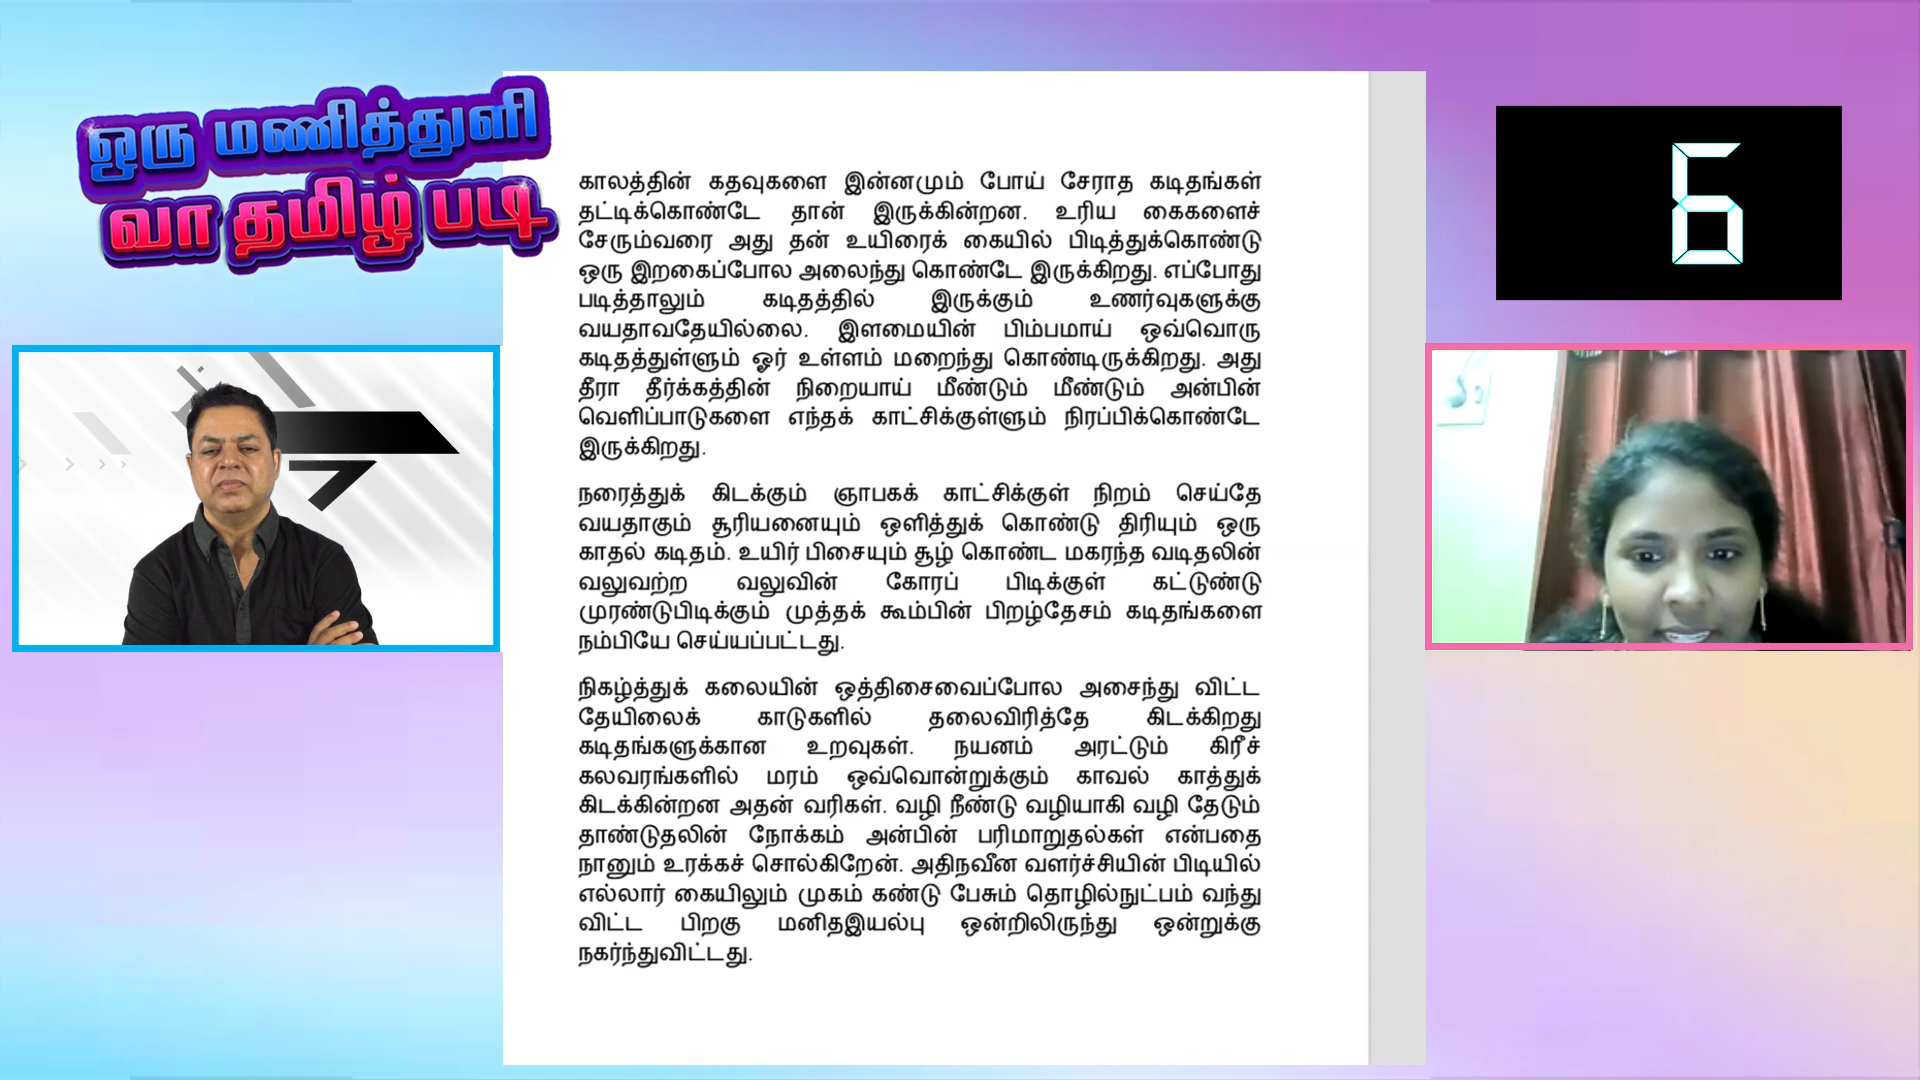 ஒரு மணித்துளி
வா தமிழ் படி
காலத்தின் கதவுகளை இன்னமும் போய் சேராத கடிதங்கள்
தட்டிக்கொண்டே தான் இருக்கின்றன. உரிய கைகளைச்
சேரும்வரை அது தன் உயிரைக் கையில் பிடித்துக்கொண்டு
ஒரு இறகைப்போல அலைந்து கொண்டே இருக்கிறது. எப்போது
படித்தாலும் கடிதத்தில் இருக்கும் உணர்வுகளுக்கு
வயதாவதேயில்லை. இளமையின் பிம்பமாய் ஒவ்வொரு
கடிதத்துள்ளும் ஓர் உள்ளம் மறைந்து கொண்டிருக்கிறது. அது
தீரா தீர்க்கத்தின் நிறையாய் மீண்டும் மீண்டும் அன்பின்
வெளிப்பாடுகளை எந்தக் காட்சிக்குள்ளும் நிரப்பிக்கொண்டே
இருக்கிறது.
நரைத்துக் கிடக்கும் ஞாபகக் காட்சிக்குள் நிறம் செய்தே
வயதாகும் சூரியனையும் ஒளித்துக் கொண்டு திரியும் ஒரு
காதல் கடிதம். உயிர் பிசையும் சூழ் கொண்ட மகரந்த வடிதலின்
வலுவற்ற வலுவின் கோரப் பிடிக்குள் கட்டுண்டு
முரண்டுபிடிக்கும் முத்தக் கூம்பின் பிறழ்தேசம் கடிதங்களை
நம்பியே செய்யப்பட்டது.
நிகழ்த்துக் கலையின் ஒத்திசைவைப்போல அசைந்து விட்ட
தேயிலைக் காடுகளில் தலைவிரித்தே கிடக்கிறது
கடிதங்களுக்கான உறவுகள். நயனம் அரட்டும் கிரீச்
கலவரங்களில் மரம் ஒவ்வொன்றுக்கும் காவல் காத்துக்
கிடக்கின்றன அதன் வரிகள். வழி நீண்டு வழியாகி வழி தேடும்
தாண்டுதலின் நோக்கம் அன்பின் பரிமாறுதல்கள் என்பதை
நானும் உரக்கச் சொல்கிறேன். அதிநவீன வளர்ச்சியின் பிடியில்
எல்லார் கையிலும் முகம் கண்டு பேசும் தொழில்நுட்பம் வந்து
விட்ட பிறகு மனிதஇயல்பு ஒன்றிலிருந்து ஒன்றுக்கு
நகர்ந்துவிட்டது.
6